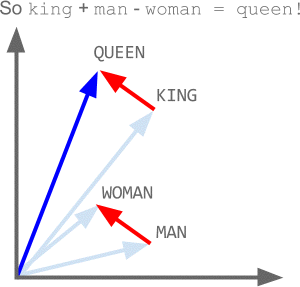 So king + man - woman = queen!
QUEEN
KING
WOMAN
MAN